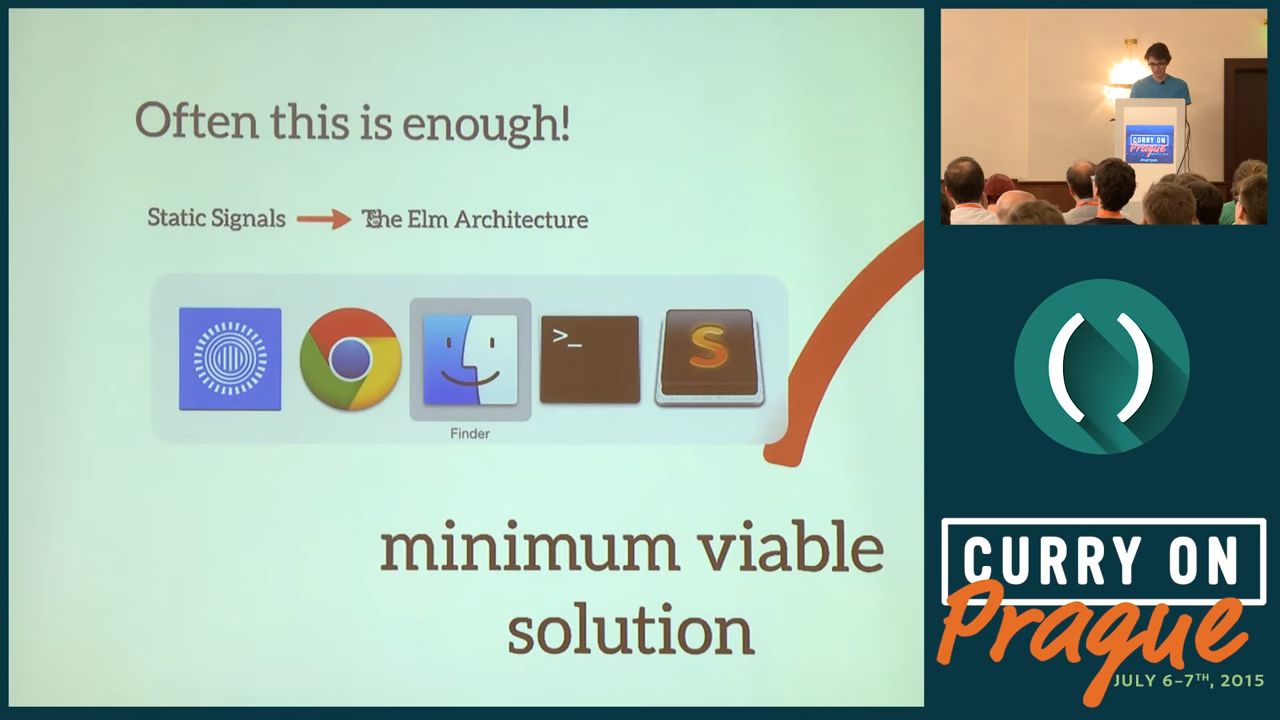 Often this is enough!
Static Signals
The Elm Architecture
>_
S
Finder
minimum viable
solution
CURRY ON
Prague
CURRY ON
Prague
JULY 6–7TH, 2015